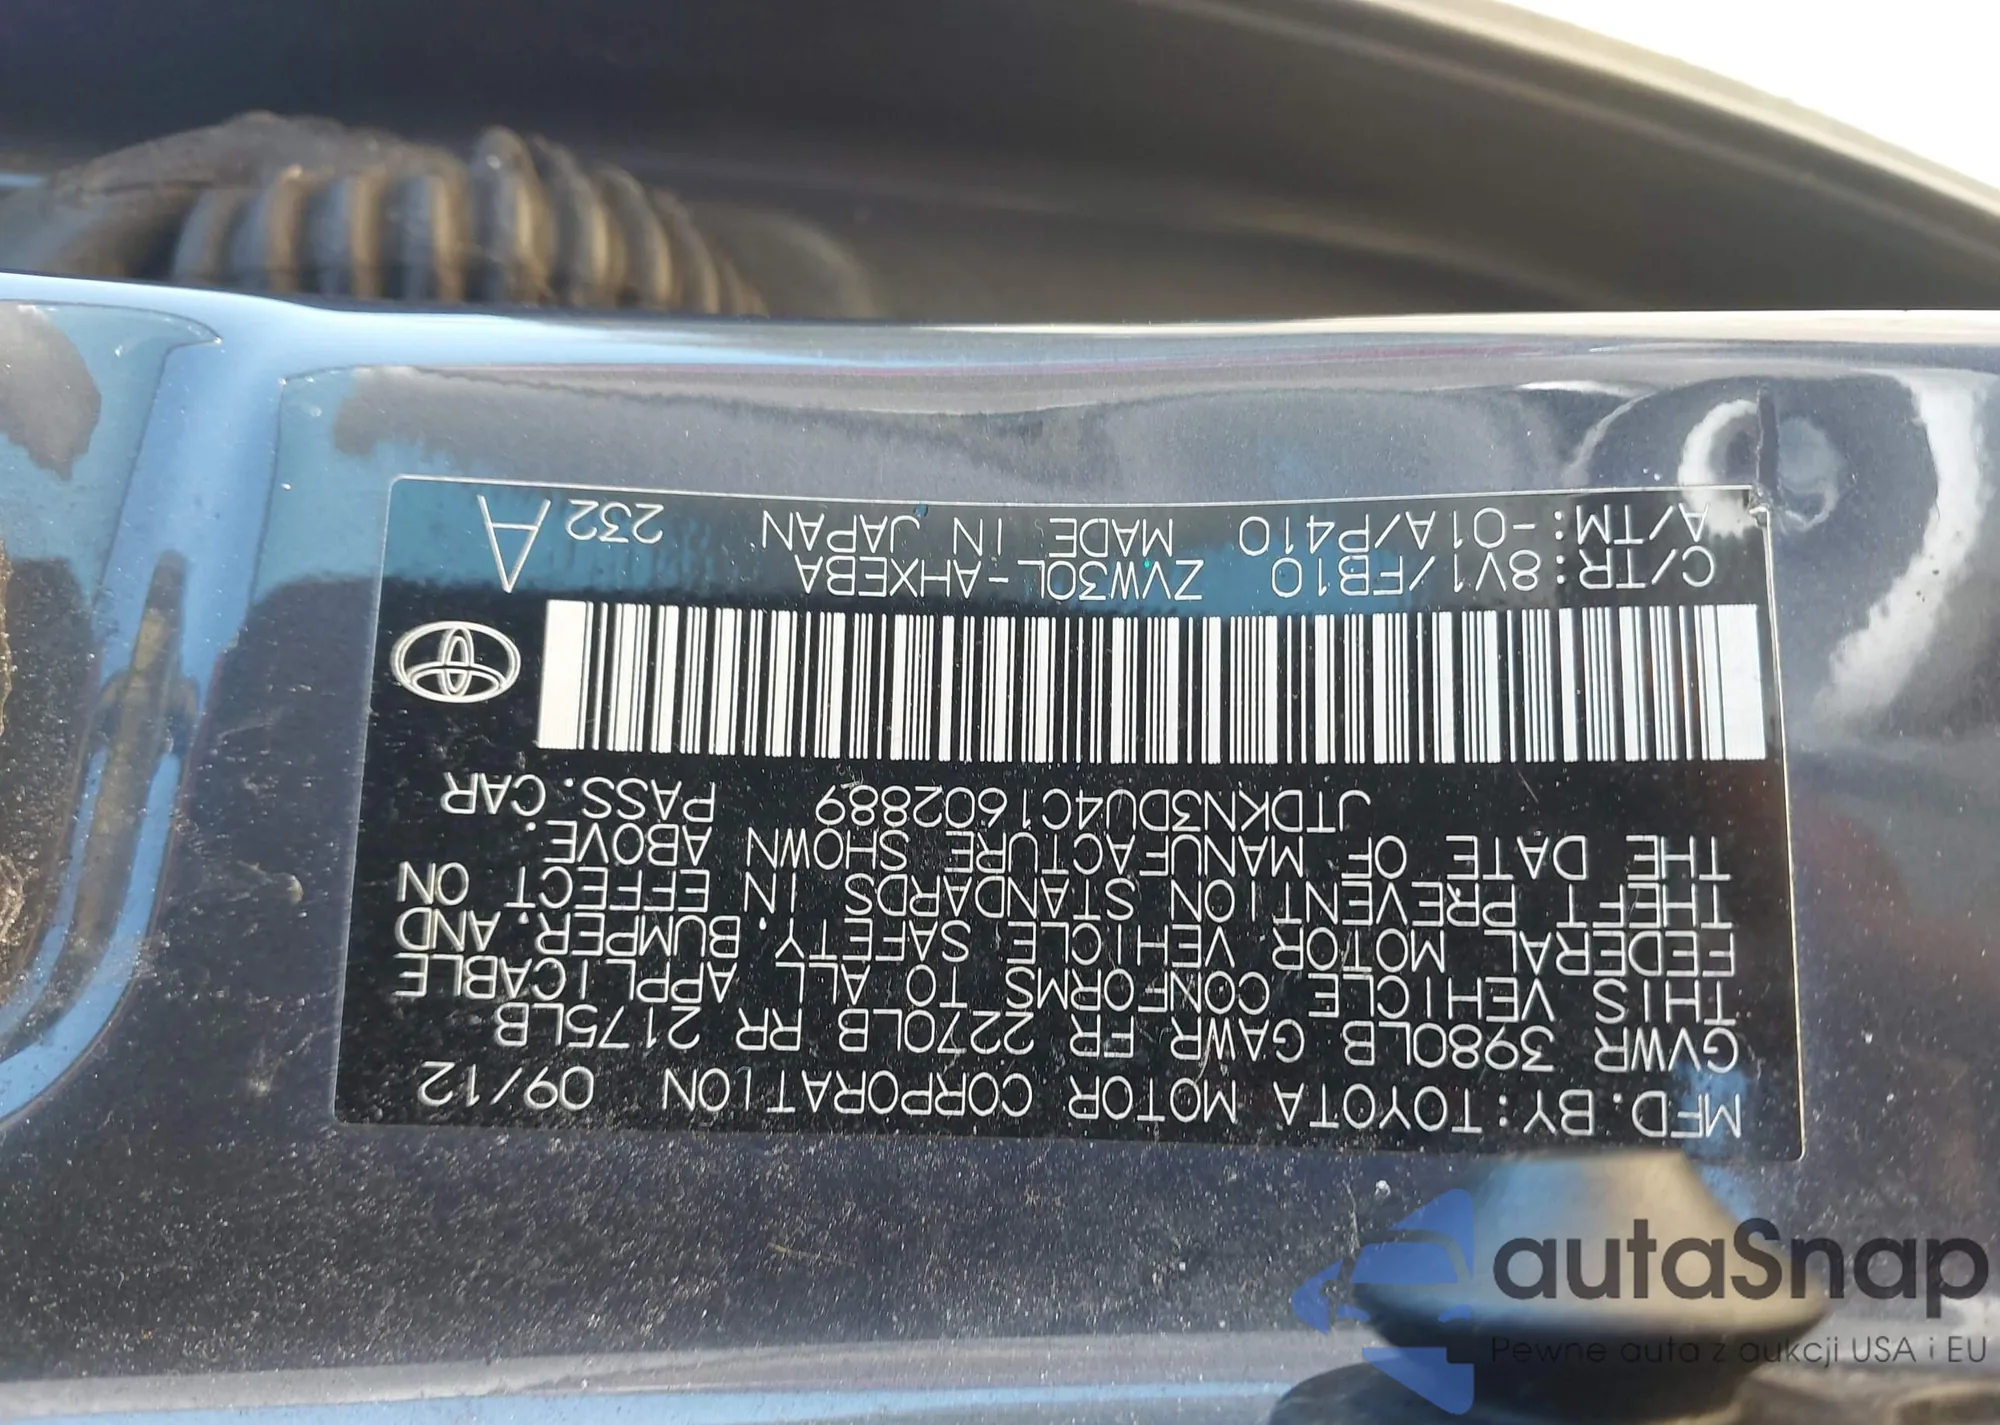 MFD.BY:TOYOTA MOTOR CORPORATION 09/12
GVWR 3980LB GAWR FR 2270LB RR 2175LB
THIS VEHICLE CONFORMS TO ALL APPLICABLE
FEDERAL MOTOR VEHICLE SAFETY.BUMPER.AND
THEFT PREVENTION STANDARDS IN EFFECT ON
THE DATE OF MANUFACTURE SHOWN ABOVE.
JTDKN3DU4C1602889 PASS.CAR
C/TR:8V1/FB10 ZVW30L-AHXEBA
A/TM:-01A/P410 MADE IN JAPAN 232 A
autaSnap
Pewne auta z aukcji USA i EU